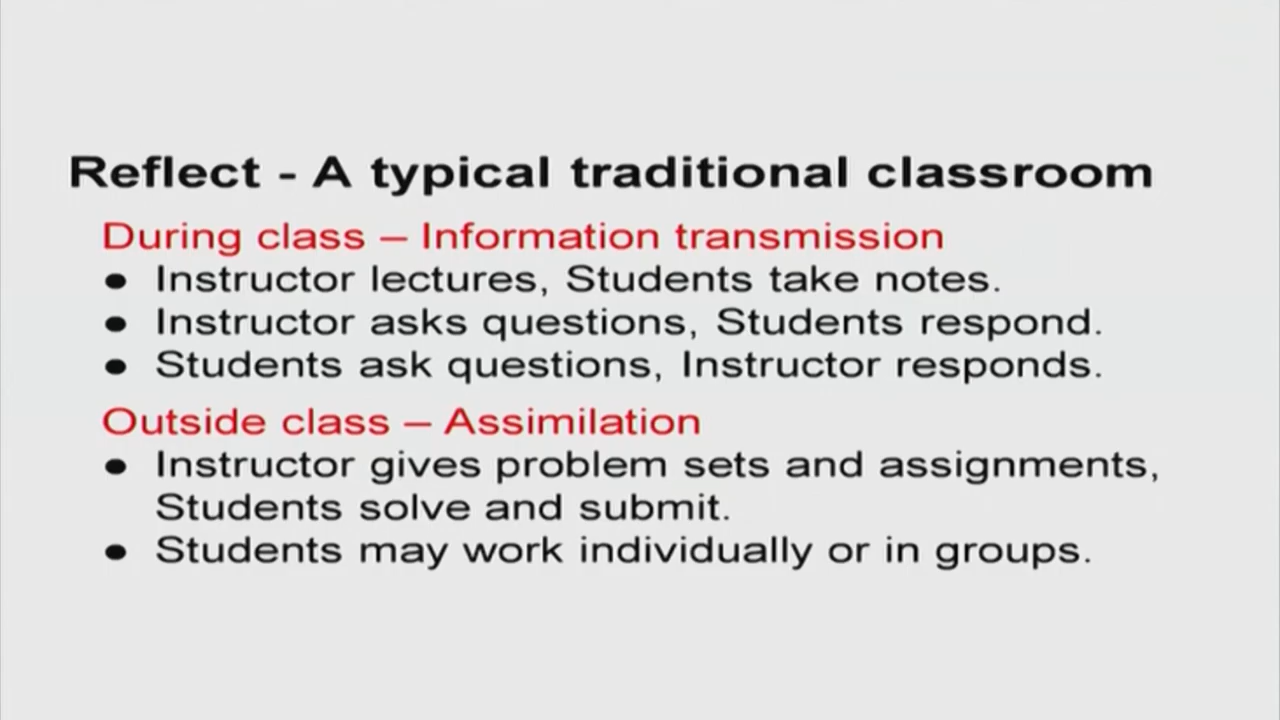 Reflect - A typical traditional classroom
During class – Information transmission
● Instructor lectures, Students take notes.
● Instructor asks questions, Students respond.
● Students ask questions, Instructor responds.
Outside class – Assimilation
● Instructor gives problem sets and assignments,
Students solve and submit.
● Students may work individually or in groups.